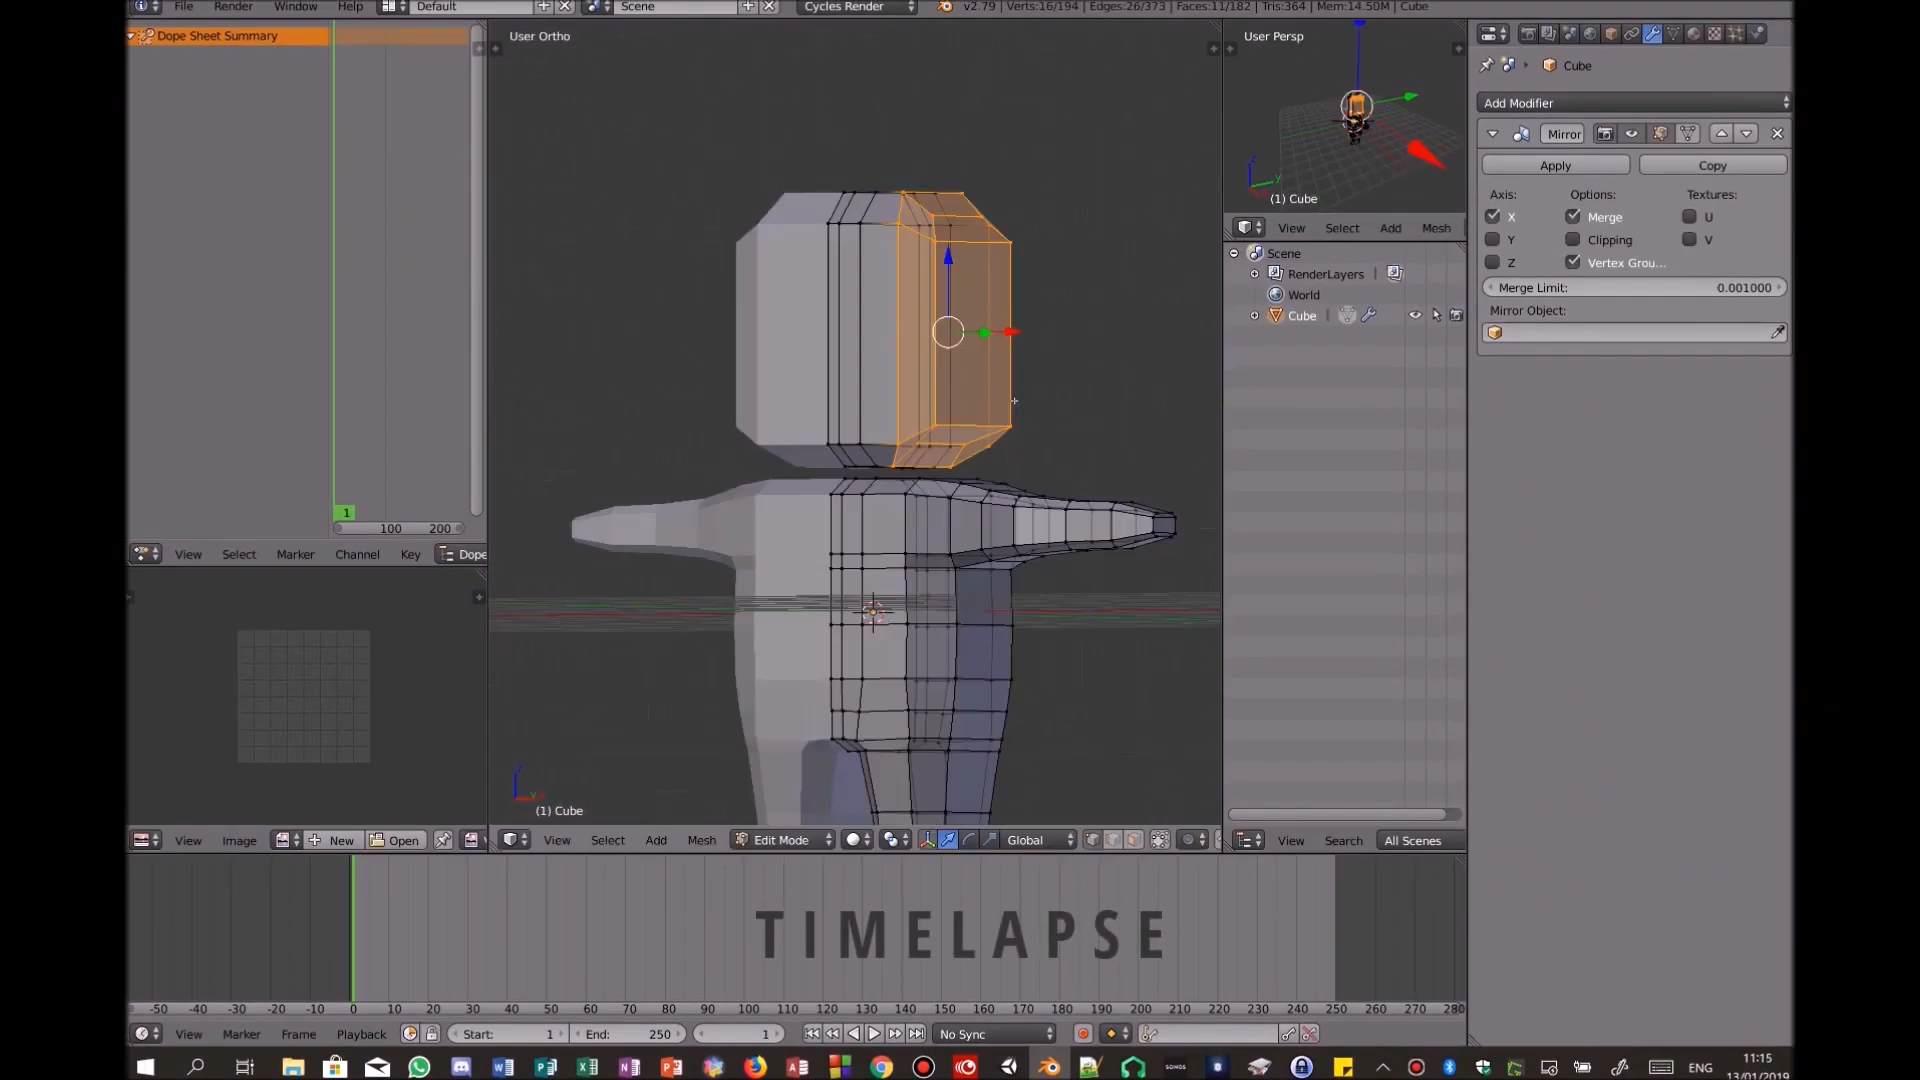 File Render Window Help Default Scene Cycles Render v2.79 | Verts:16/194 | Edges:26/373 | Faces:11/182 | Tris:364 | Mem:14.50M | Cube
Dope Sheet Summary
User Ortho
User Persp
Cube
Add Modifier
Mirror
Apply Copy
Axis: Options: Textures:
X Merge U
Y Clipping V
Z Vertex Grou...
Merge Limit: 0.001000
Mirror Object:
(1) Cube
View Select Add Mesh
Scene
RenderLayers
World
Cube
1
100 200
View Select Marker Channel Key Dope
(1) Cube
View Image New Open
View Select Add Mesh Edit Mode Global
View Search All Scenes
TIMELAPSE
-50 -40 -30 -20 -10 0 10 20 30 40 50 60 70 80 90 100 110 120 130 140 150 160 170 180 190 200 210 220 230 240 250 260 270 280
View Marker Frame Playback Start: 1 End: 250 1 No Sync
ENG
11:15
13/01/2019